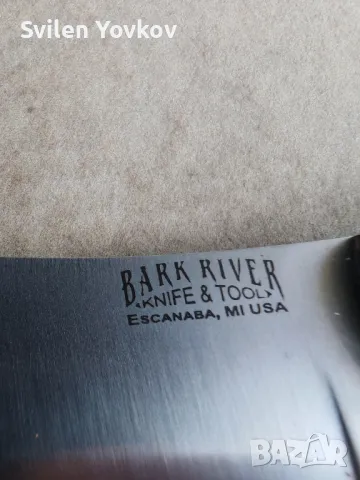 Svilen Yovkov
BARK RIVER
KNIFE & TOOL
ESCANABA, MI USA
BAZAR